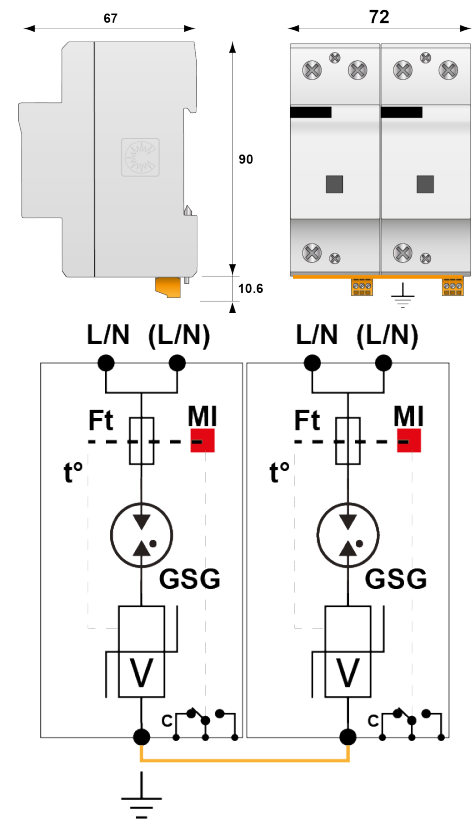 67
72
90
10.6
L/N (L/N) L/N (L/N)
Ft MI Ft MI
t° t°
GSG GSG
V V
C C